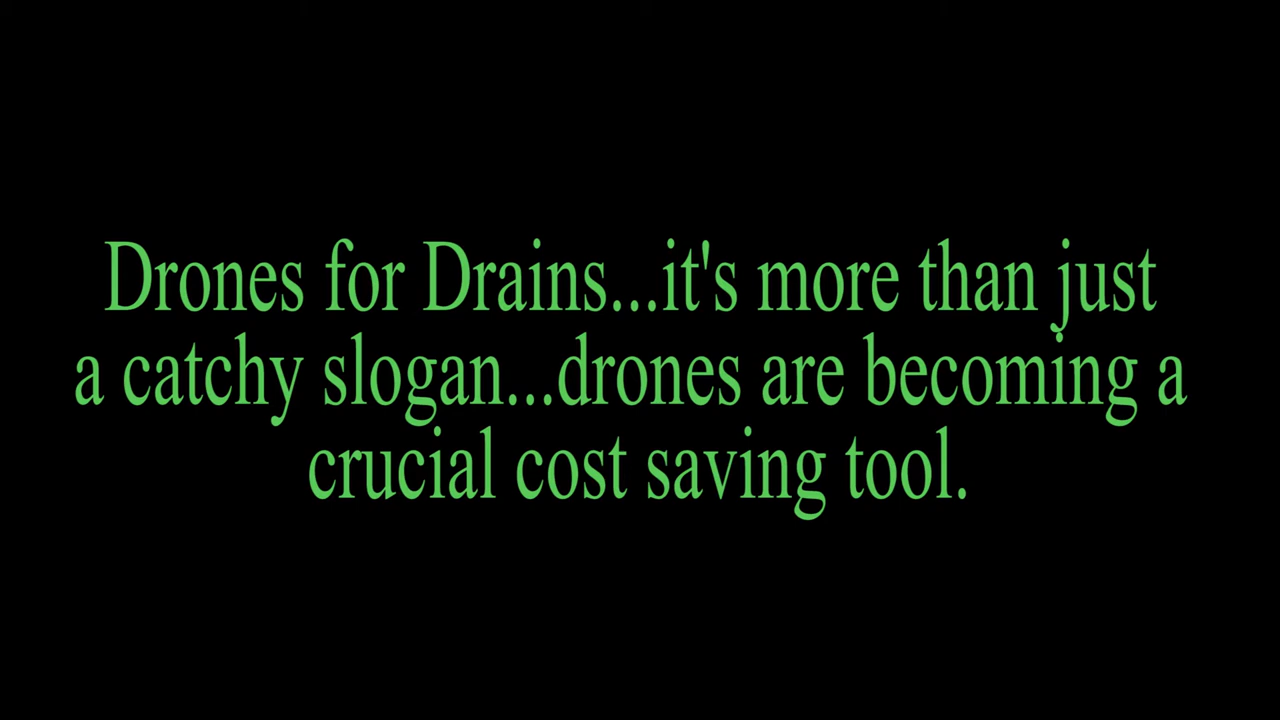 Drones for Drains...it's more than just
a catchy slogan...drones are becoming a
crucial cost saving tool.